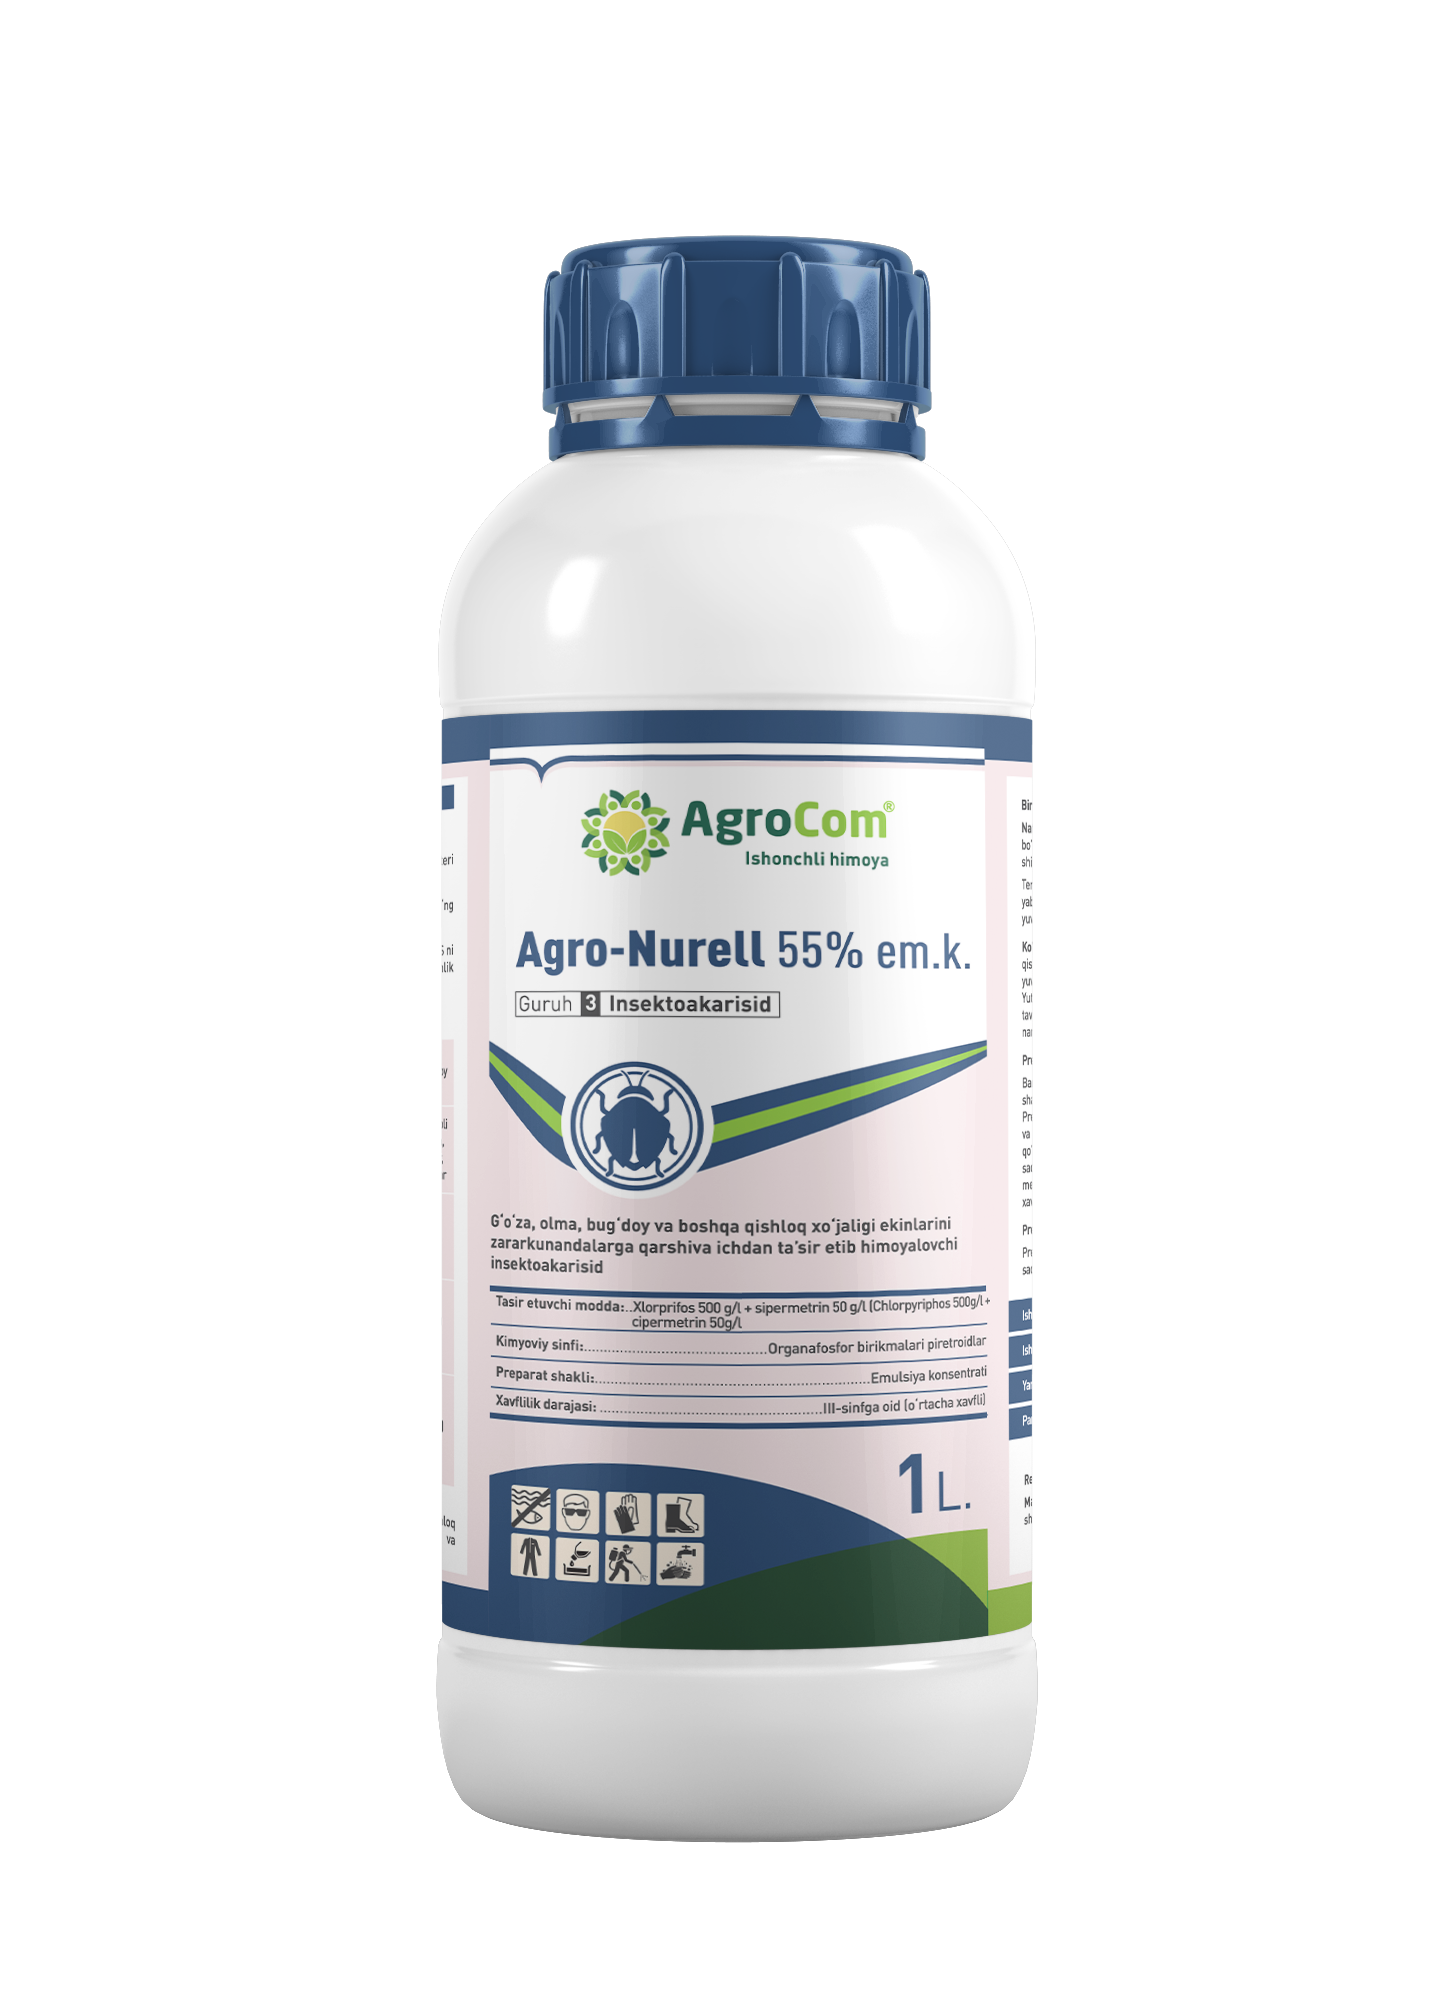 AgroCom®
Ishonchli himoya
Agro-Nurell 55% em.k.
Guruh 3 Insektoakarisid
G‘o‘za, olma, bug‘doy va boshqa qishloq xo‘jaligi ekinlarini
zararkunandalarga qarshiva ichdan ta’sir etib himoyalovchi
insektoakarisid
Tasir etuvchi modda:..Xlorprifos 500 g/l + sipermetrin 50 g/l (Chlorpyriphos 500g/l +
cipermetrin 50g/l
Kimyoviy sinfi:..........Organafosfor birikmalari piretroidlar
Preparat shakli:..........Emulsiya konsentrati
Xavflilik darajasi: ..........III-sinfga oid (o‘rtacha xavfli)
1 L.